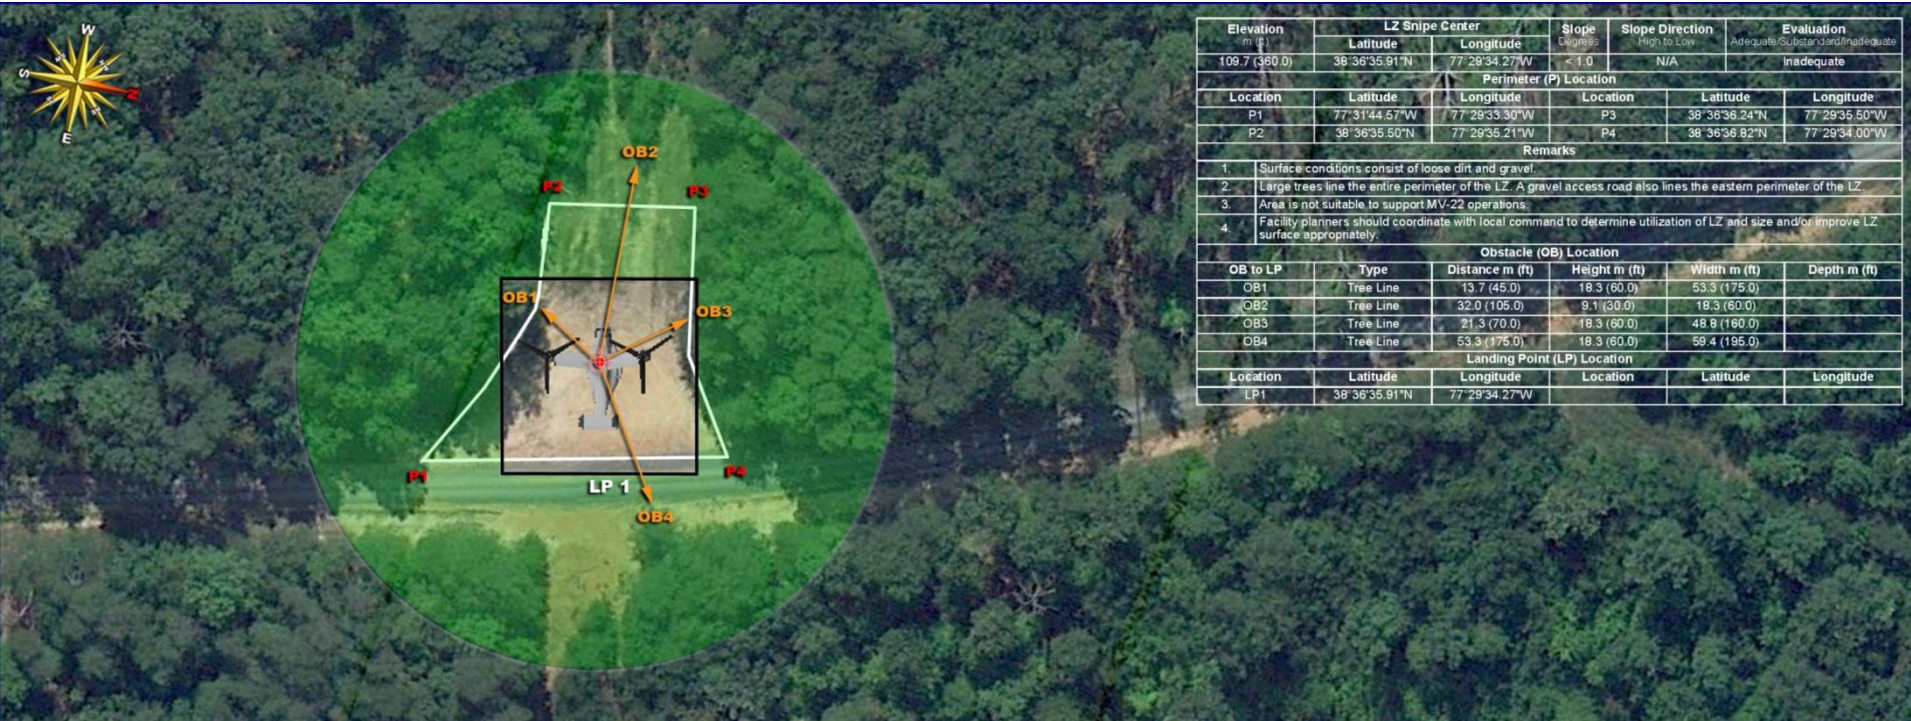 W
S
N
E
OB2
P2
P3
OB1
OB3
P1
P4
LP 1
OB4
Elevation LZ Snipe Center Slope Slope Direction Evaluation
m (ft) Latitude Longitude Degrees High to Low Adequate/Substandard/Inadequate
109.7 (360.0) 38°36'35.91"N 77°29'34.27"W < 1.0 N/A Inadequate
Perimeter (P) Location
Location Latitude Longitude Location Latitude Longitude
P1 77°31'44.57"W 77°29'33.30"W P3 38°36'36.24"N 77°29'35.50"W
P2 38°36'35.50"N 77°29'35.21"W P4 38°36'36.82"N 77°29'34.00"W
Remarks
1. Surface conditions consist of loose dirt and gravel.
2. Large trees line the entire perimeter of the LZ. A gravel access road also lines the eastern perimeter of the LZ.
3. Area is not suitable to support MV-22 operations.
4. Facility planners should coordinate with local command to determine utilization of LZ and size and/or improve LZ
surface appropriately.
Obstacle (OB) Location
OB to LP Type Distance m (ft) Height m (ft) Width m (ft) Depth m (ft)
OB1 Tree Line 13.7 (45.0) 18.3 (60.0) 53.3 (175.0)
OB2 Tree Line 32.0 (105.0) 9.1 (30.0) 18.3 (60.0)
OB3 Tree Line 21.3 (70.0) 18.3 (60.0) 48.8 (160.0)
OB4 Tree Line 53.3 (175.0) 18.3 (60.0) 59.4 (195.0)
Landing Point (LP) Location
Location Latitude Longitude Location Latitude Longitude
LP1 38°36'35.91"N 77°29'34.27"W